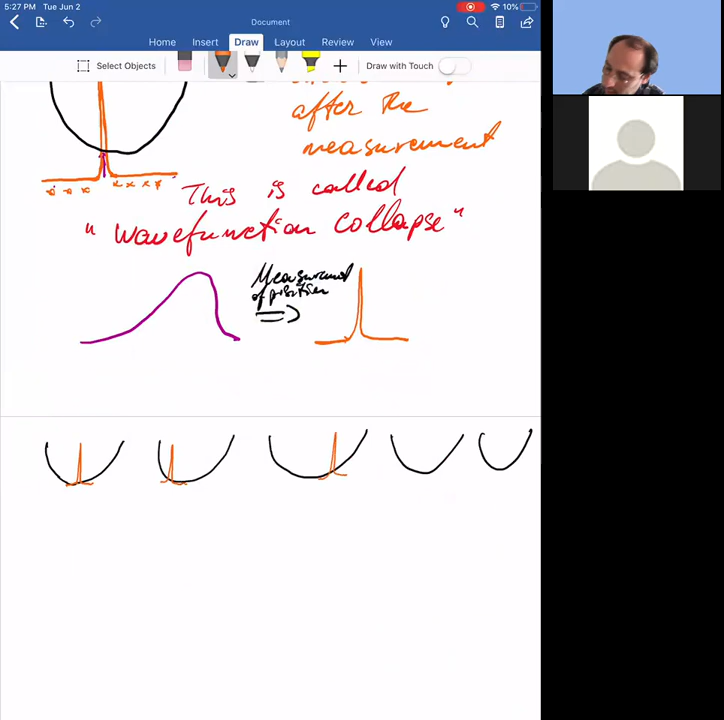 5:27 PM Tue Jun 2
10%
Document
Home Insert Draw Layout Review View
Select Objects
Draw with Touch
after the
measurement
This is called
"wavefunction collapse"
Measurement
of position